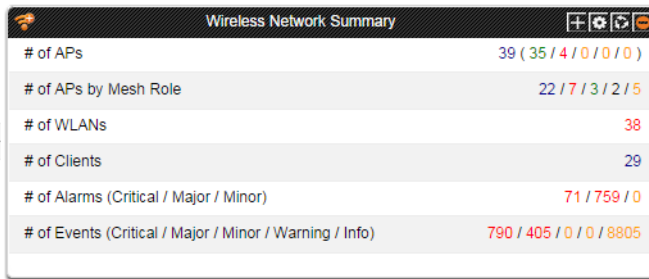 Wireless Network Summary
# of APs 39 ( 35 / 4 / 0 / 0 / 0 )
# of APs by Mesh Role 22 / 7 / 3 / 2 / 5
# of WLANs 38
# of Clients 29
# of Alarms (Critical / Major / Minor) 71 / 759 / 0
# of Events (Critical / Major / Minor / Warning / Info) 790 / 405 / 0 / 0 / 8805